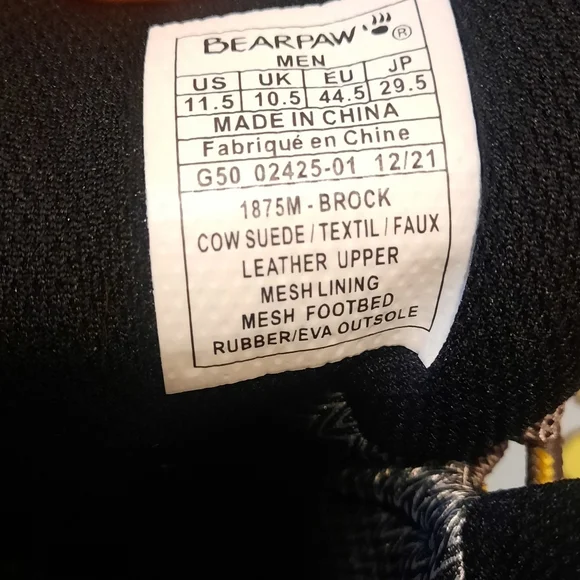 BEARPAW ®
MEN
US UK EU JP
11.5 10.5 44.5 29.5
MADE IN CHINA
Fabriqué en Chine
G50 02425-01 12/21
1875M - BROCK
COW SUEDE / TEXTIL / FAUX
LEATHER UPPER
MESH LINING
MESH FOOTBED
RUBBER/EVA OUTSOLE